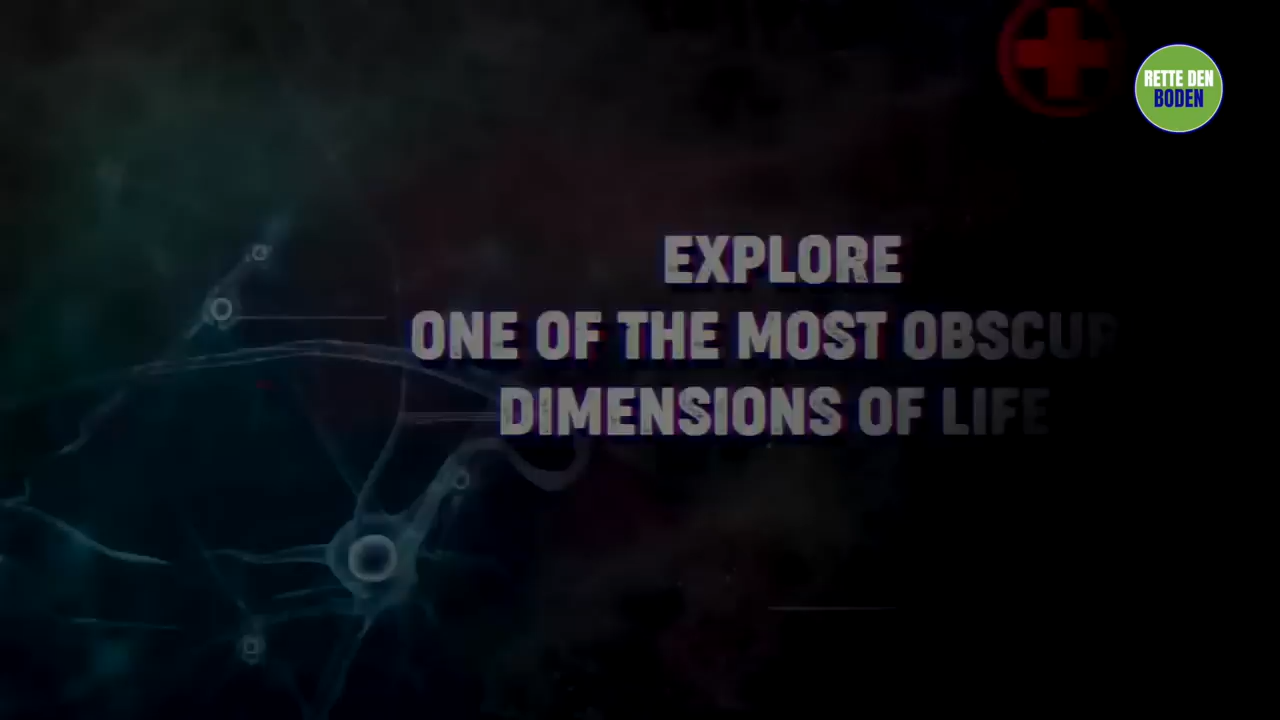 RETTE DEN
BODEN
EXPLORE
ONE OF THE MOST OBSCUR
DIMENSIONS OF LIFE